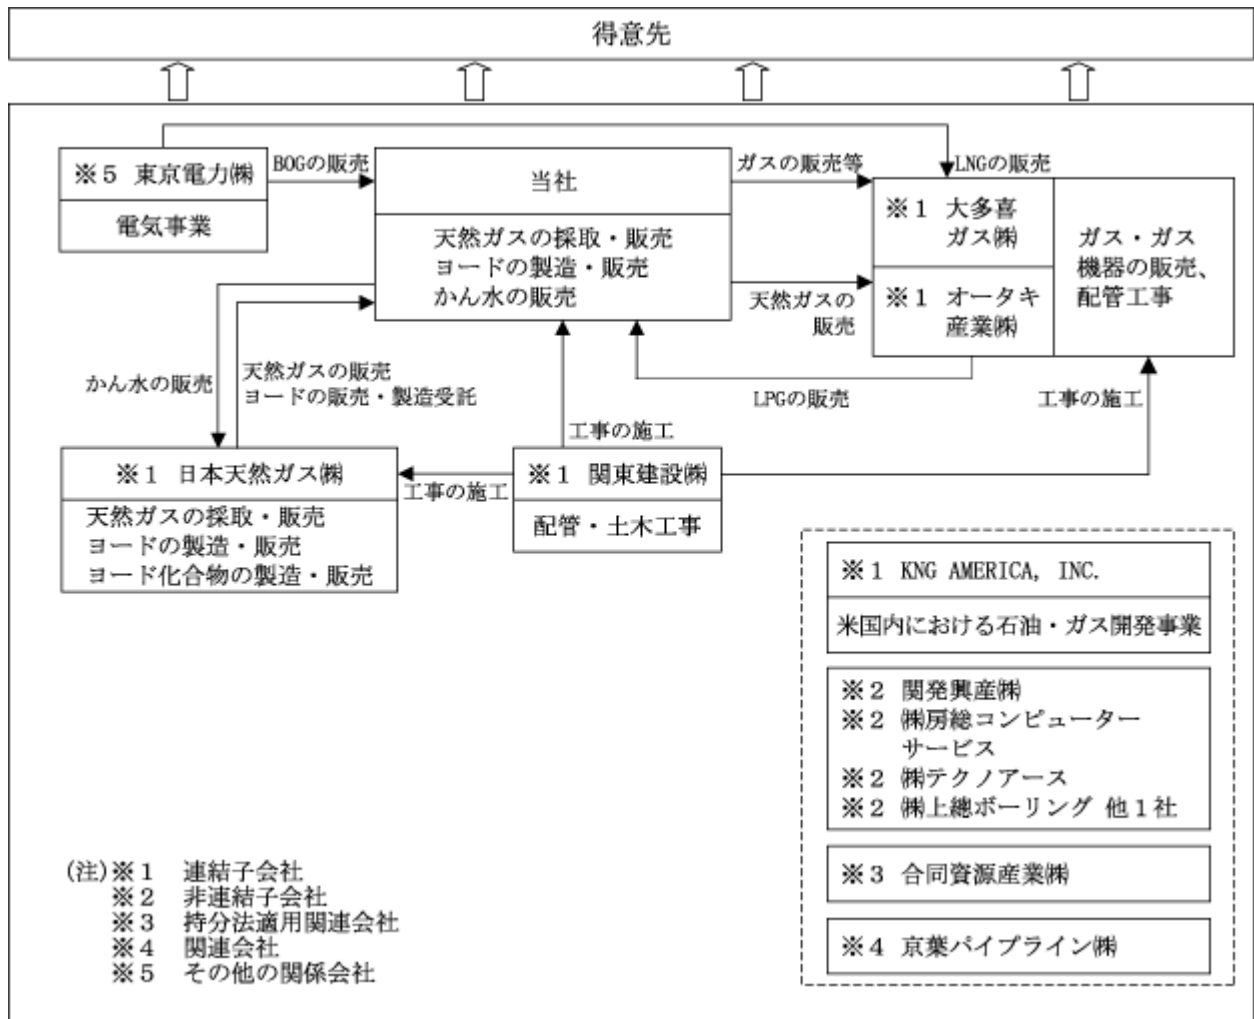 得意先
※5 東京電力㈱
電気事業
BOGの販売
当社
天然ガスの採取・販売
ヨードの製造・販売
かん水の販売
ガスの販売等
LNGの販売
※1 大多喜
ガス㈱
※1 オータキ
産業㈱
ガス・ガス
機器の販売、
配管工事
天然ガスの
販売
かん水の販売
天然ガスの販売
ヨードの販売・製造受託
LPGの販売
工事の施工
工事の施工
工事の施工
※1 日本天然ガス㈱
天然ガスの採取・販売
ヨードの製造・販売
ヨード化合物の製造・販売
※1 関東建設㈱
配管・土木工事
※1 KNG AMERICA, INC.
米国内における石油・ガス開発事業
※2 関発興産㈱
※2 ㈱房総コンピューター
サービス
※2 ㈱テクノアース
※2 ㈱上總ボーリング 他1社
※3 合同資源産業㈱
※4 京葉パイプライン㈱
(注)※1 連結子会社
※2 非連結子会社
※3 持分法適用関連会社
※4 関連会社
※5 その他の関係会社